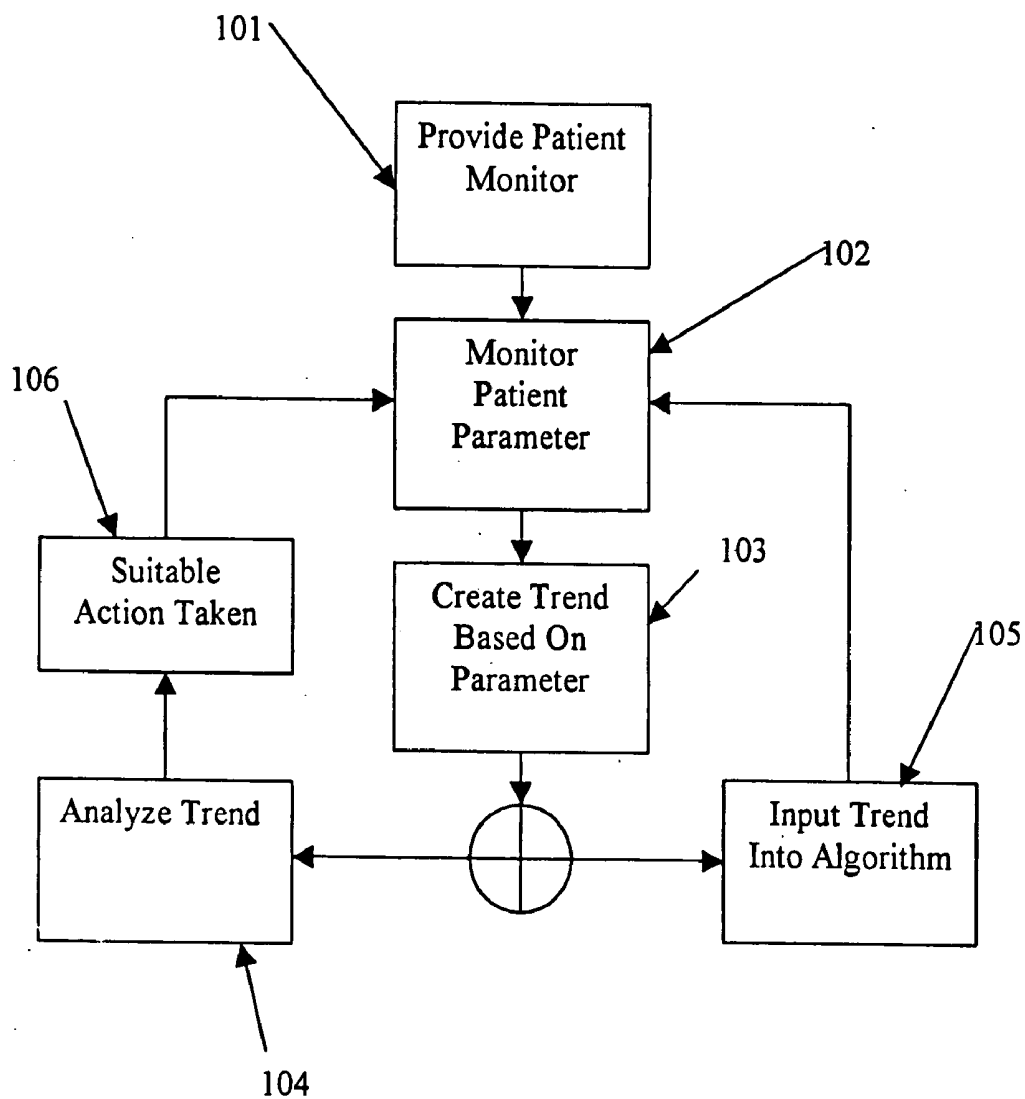 101
Provide Patient
Monitor
102
Monitor
Patient
Parameter
106
103
Suitable
Action Taken
Create Trend
Based On
Parameter
105
Analyze Trend
Input Trend
Into Algorithm
104